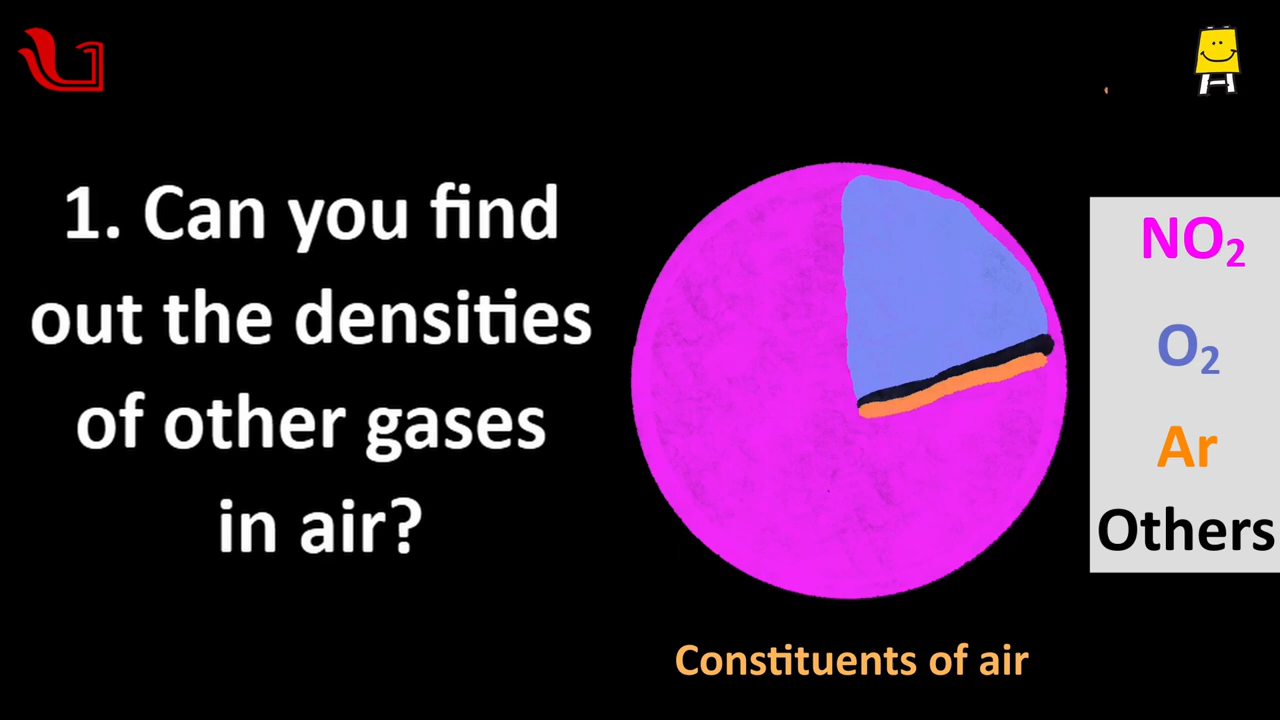 1. Can you find
out the densities
of other gases
in air?
NO₂
O₂
Ar
Others
Constituents of air